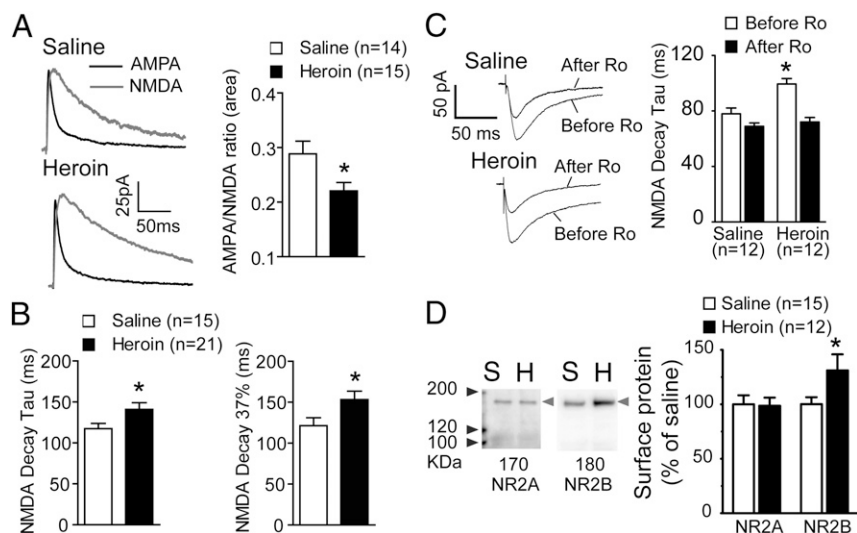 A
Saline
AMPA
NMDA
Heroin
25pA
50ms
Saline (n=14)
Heroin (n=15)
AMPA/NMDA ratio (area)
0.4
0.3
0.2
0.1
*
B
Saline (n=15)
Heroin (n=21)
NMDA Decay Tau (ms)
200
150
100
50
0
*
NMDA Decay 37% (ms)
200
150
100
50
0
*
C
Saline
After Ro
Before Ro
50 pA
50 ms
Heroin
After Ro
Before Ro
Before Ro
After Ro
NMDA Decay Tau (ms)
120
80
40
0
*
Saline Heroin
(n=12) (n=12)
D
S H S H
200
120
100
KDa
170 180
NR2A NR2B
Saline (n=15)
Heroin (n=12)
Surface protein
(% of saline)
150
100
50
0
*
NR2A NR2B